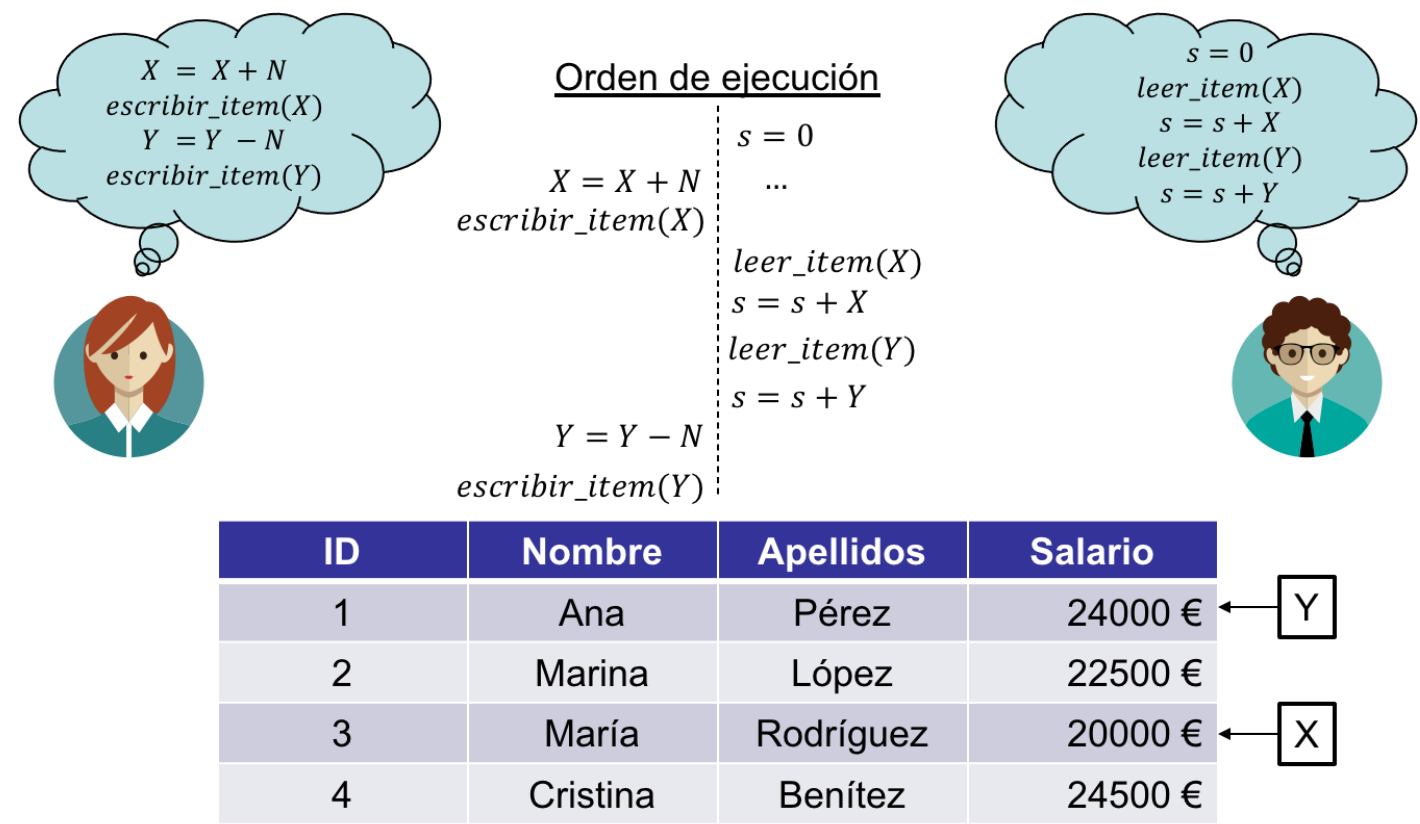 X = X + N
escribir_item(X)
Y = Y − N
escribir_item(Y)
Orden de ejecución
s = 0
leer_item(X)
s = s + X
leer_item(Y)
s = s + Y
s = 0
X = X + N ...
escribir_item(X)
leer_item(X)
s = s + X
leer_item(Y)
s = s + Y
Y = Y − N
escribir_item(Y)
ID Nombre Apellidos Salario
1 Ana Pérez 24000 € Y
2 Marina López 22500 €
3 María Rodríguez 20000 € X
4 Cristina Benítez 24500 €